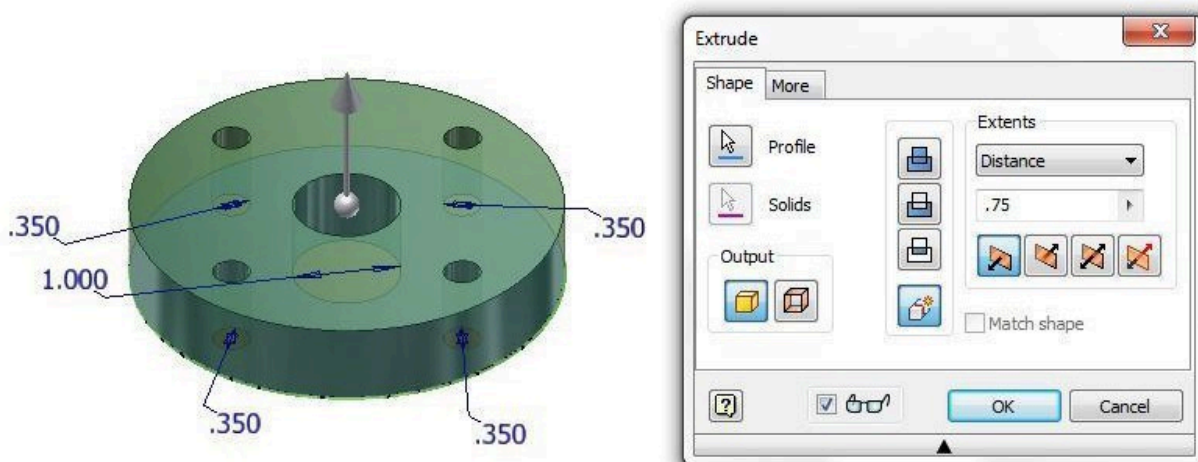 .350
.350
1.000
.350
.350
Extrude
Shape
More
Profile
Solids
Output
Extents
Distance
.75
Match shape
?
OK
Cancel